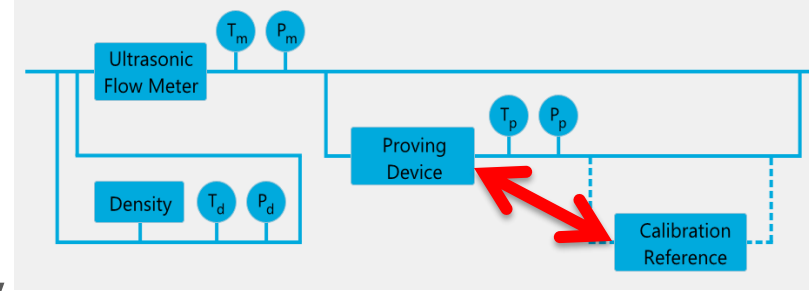 Tm
Pm
Ultrasonic
Flow Meter
Tp
Pp
Proving
Device
Density
Td
Pd
Calibration
Reference